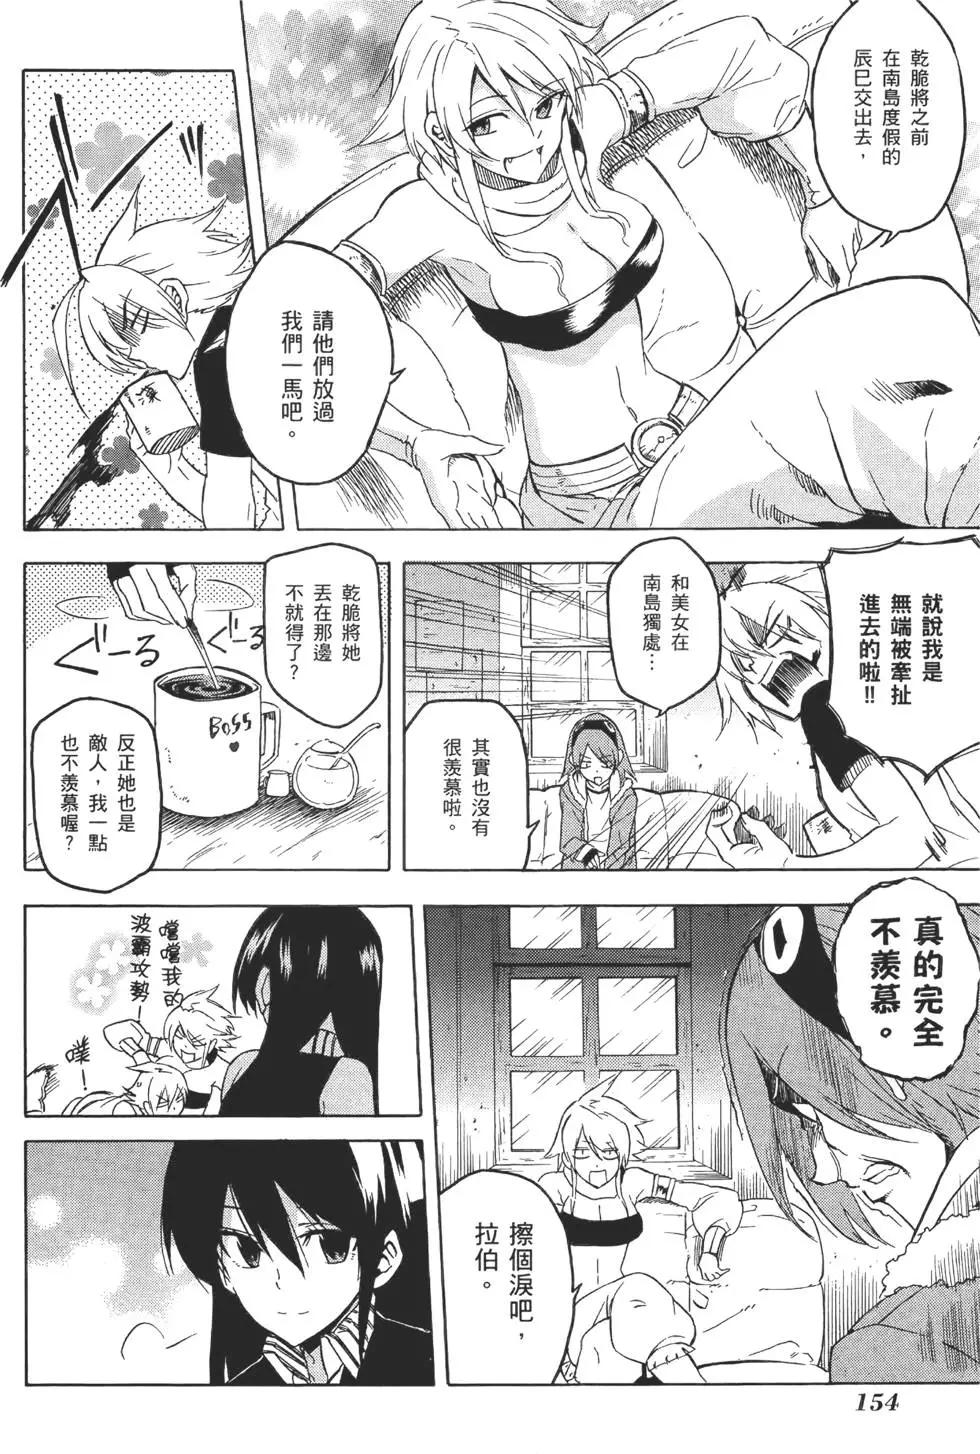 乾脆將之前
在南島度假的
辰巳交出去，
請他們放過
我們一馬吧。
凍
就說我是
無端被牽扯
進去的啦!!
和美女在
南島獨處…
其實也沒有
很羨慕啦。
乾脆將她
丟在那邊
不就得了？
ぐーる
ぐーる
BOSS
反正她也是
敵人，我一點
也不羨慕喔？
真的完全
不羨慕。
擦個淚吧，
拉伯。
嚐嚐我的
波霸攻勢
噗！
154